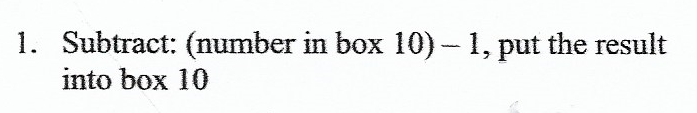 1. Subtract: (number in box 10) – 1, put the result
into box 10